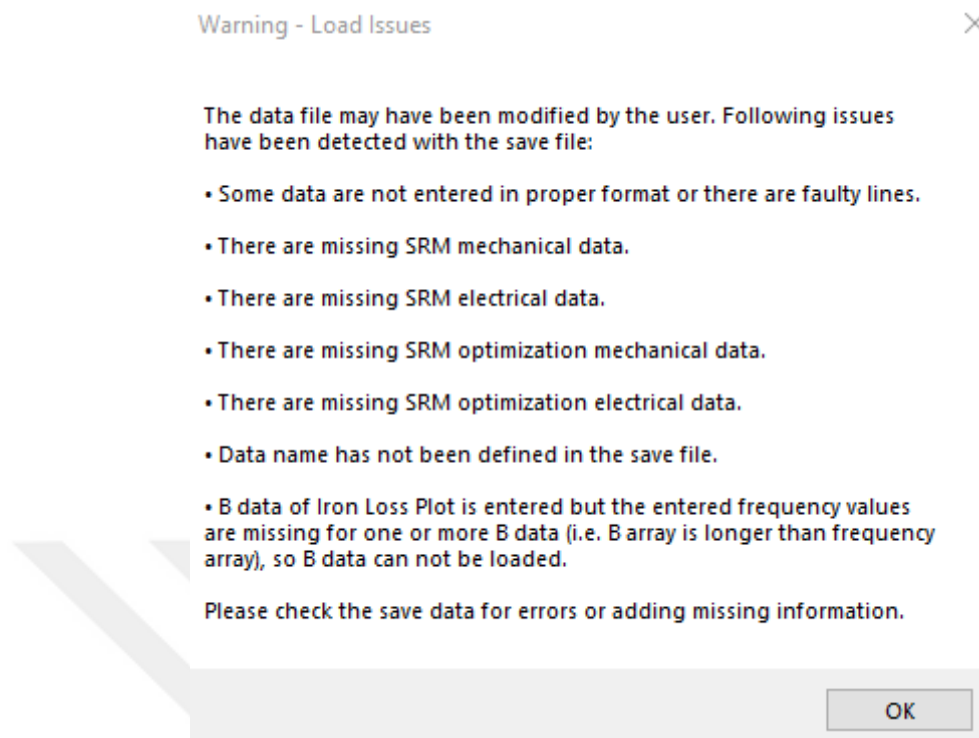 Warning - Load Issues
The data file may have been modified by the user. Following issues
have been detected with the save file:
• Some data are not entered in proper format or there are faulty lines.
• There are missing SRM mechanical data.
• There are missing SRM electrical data.
• There are missing SRM optimization mechanical data.
• There are missing SRM optimization electrical data.
• Data name has not been defined in the save file.
• B data of Iron Loss Plot is entered but the entered frequency values
are missing for one or more B data (i.e. B array is longer than frequency
array), so B data can not be loaded.
Please check the save data for errors or adding missing information.
OK